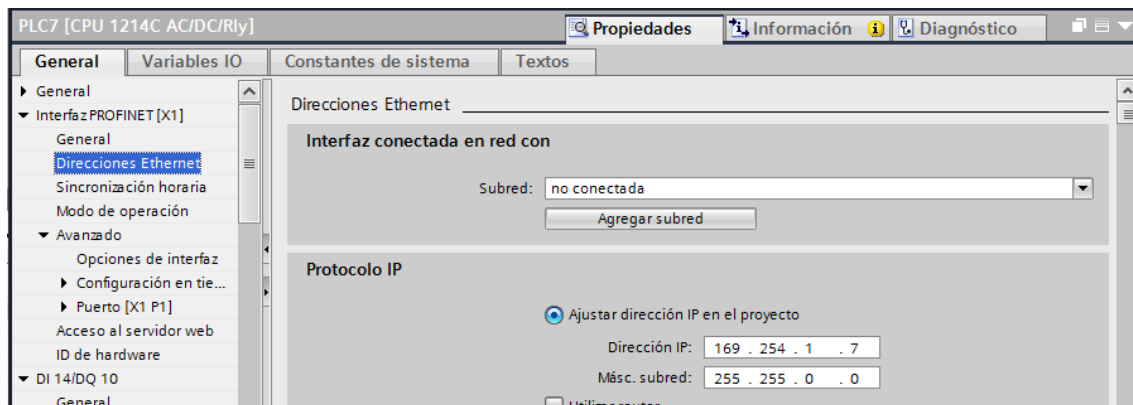 PLC7 [CPU 1214C AC/DC/Rly]
Propiedades
Información
Diagnóstico
General
Variables IO
Constantes de sistema
Textos
General
Interfaz PROFINET [X1]
General
Direcciones Ethernet
Sincronización horaria
Modo de operación
Avanzado
Opciones de interfaz
Configuración en tie...
Puerto [X1 P1]
Acceso al servidor web
ID de hardware
DI 14/DQ 10
General
Direcciones Ethernet
Interfaz conectada en red con
Subred: no conectada
Agregar subred
Protocolo IP
Ajustar dirección IP en el proyecto
Dirección IP: 169 . 254 . 1 . 7
Másc. subred: 255 . 255 . 0 . 0